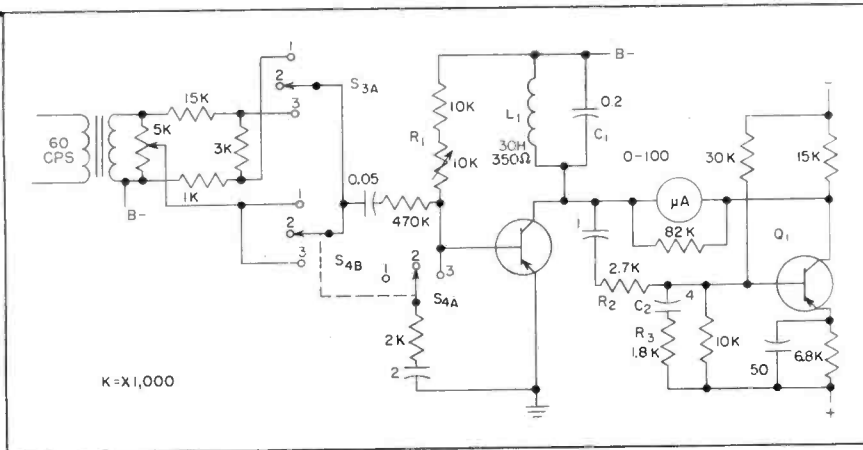 60
CPS
B-
5K
15K
1K
3K
1
2
3
S3A
1
2
3
S4B
0.05
470K
10K
R1
10K
1
2
3
S4A
2K
2
L1
30H
350Ω
0.2
C1
B-
0-100
μA
82K
1
2.7K
R2
C2
4
R3
1.8K
10K
30K
-
15K
Q1
50
6.8K
+
K=X1,000